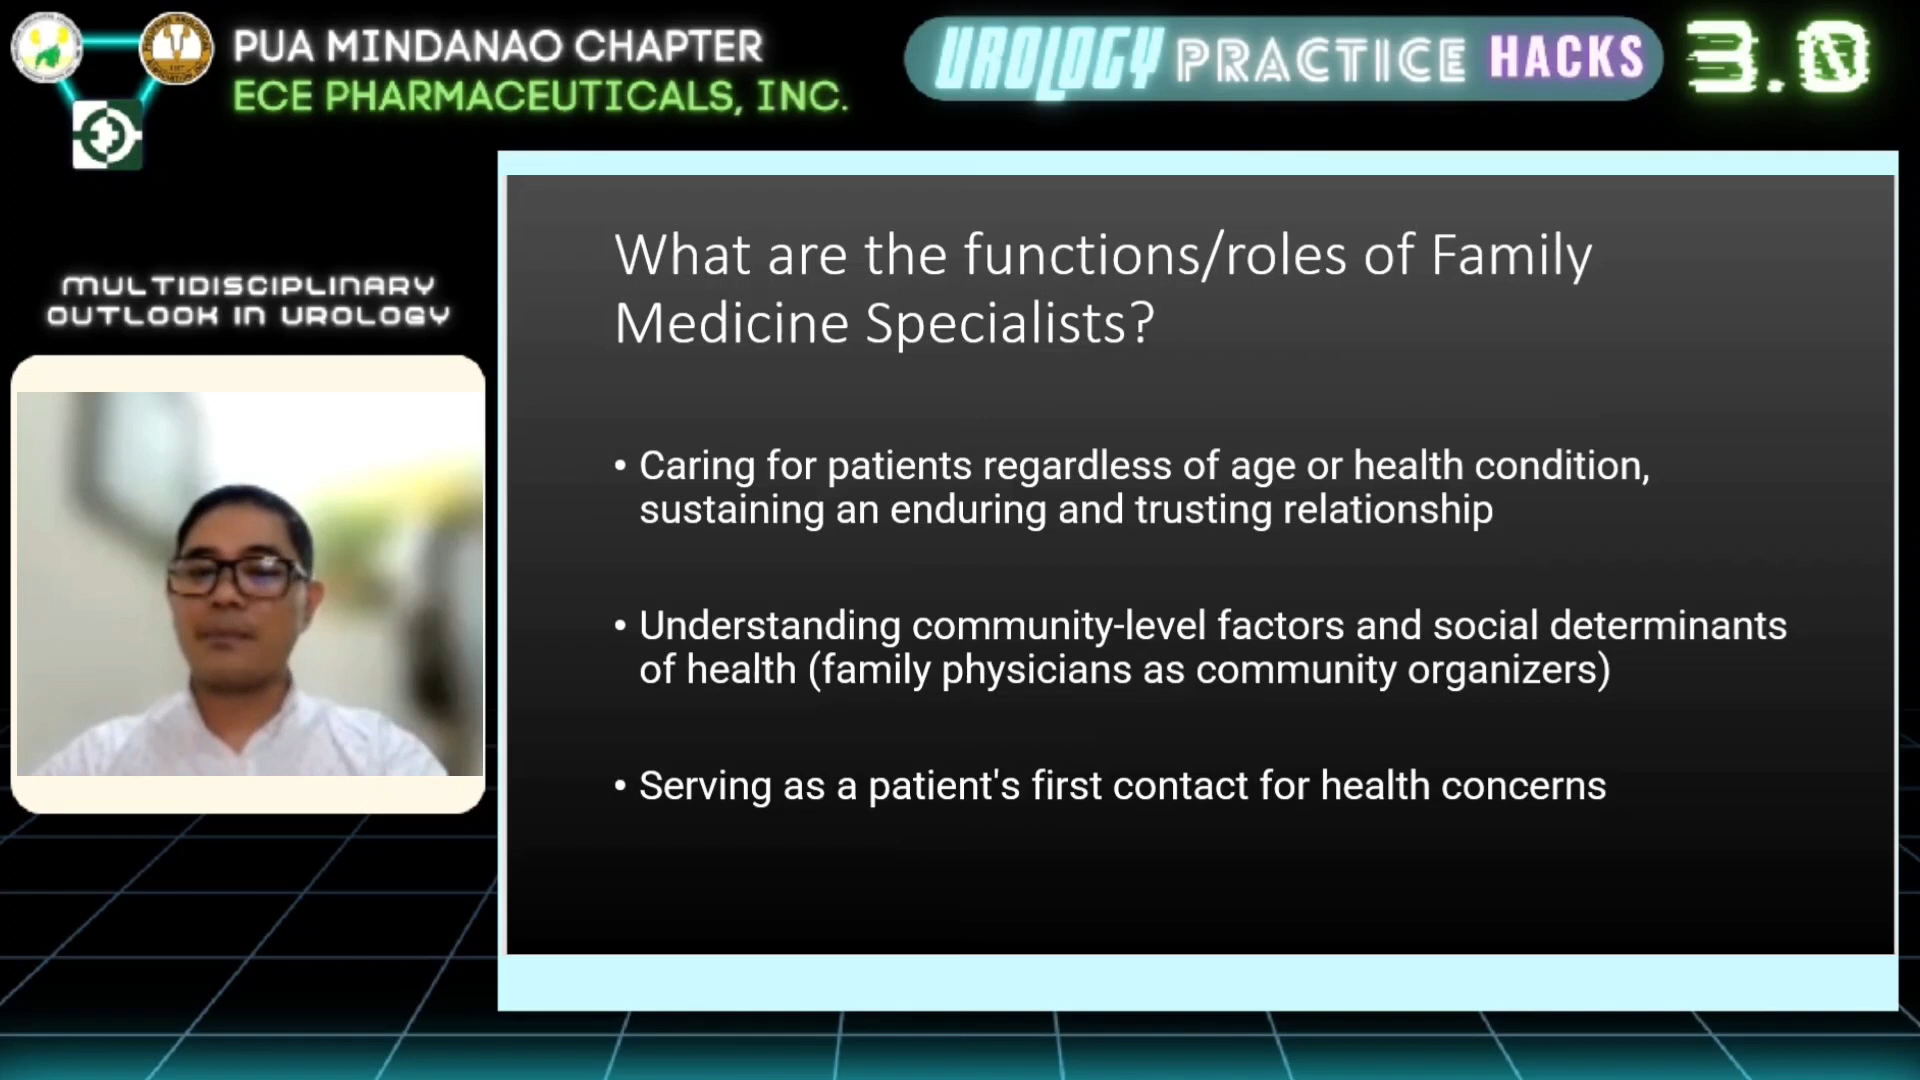 PUA MINDANAO CHAPTER
ECE PHARMACEUTICALS, INC.
UROLOGY PRACTICE HACKS 3.0
MULTIDISCIPLINARY
OUTLOOK IN UROLOGY
What are the functions/roles of Family
Medicine Specialists?
• Caring for patients regardless of age or health condition,
sustaining an enduring and trusting relationship
• Understanding community-level factors and social determinants
of health (family physicians as community organizers)
• Serving as a patient's first contact for health concerns